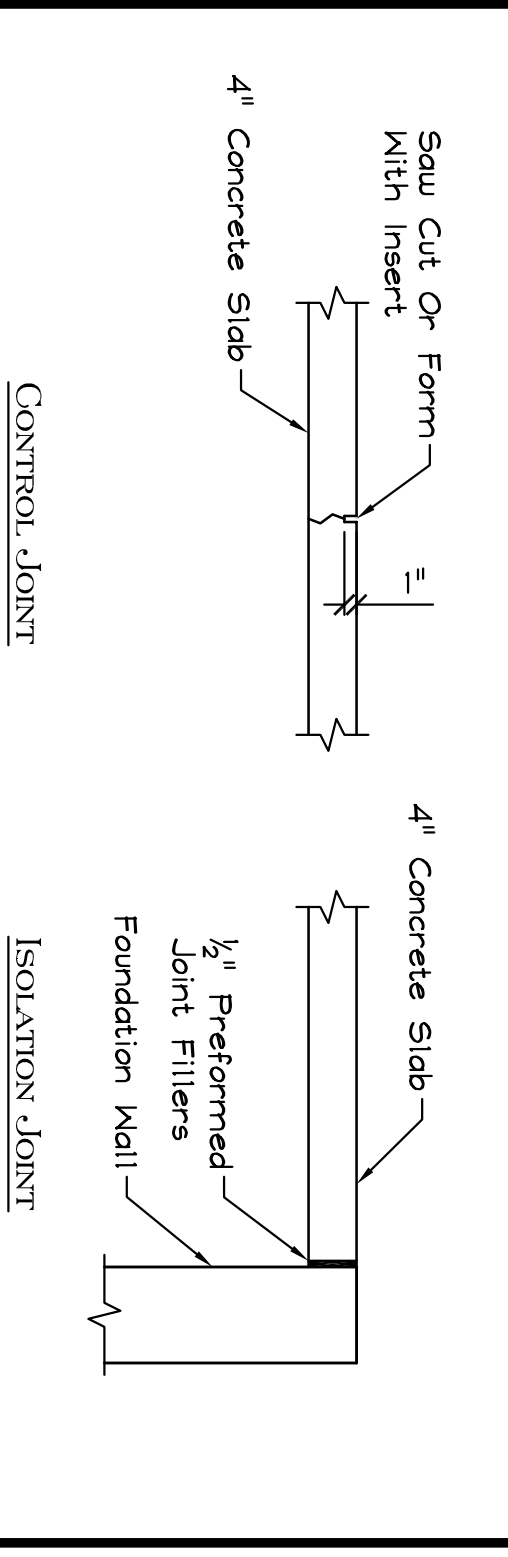 Saw Cut Or Form
With Insert
1"
4" Concrete Slab
CONTROL JOINT
4" Concrete Slab
½" Preformed
Joint Fillers
Foundation Wall
ISOLATION JOINT